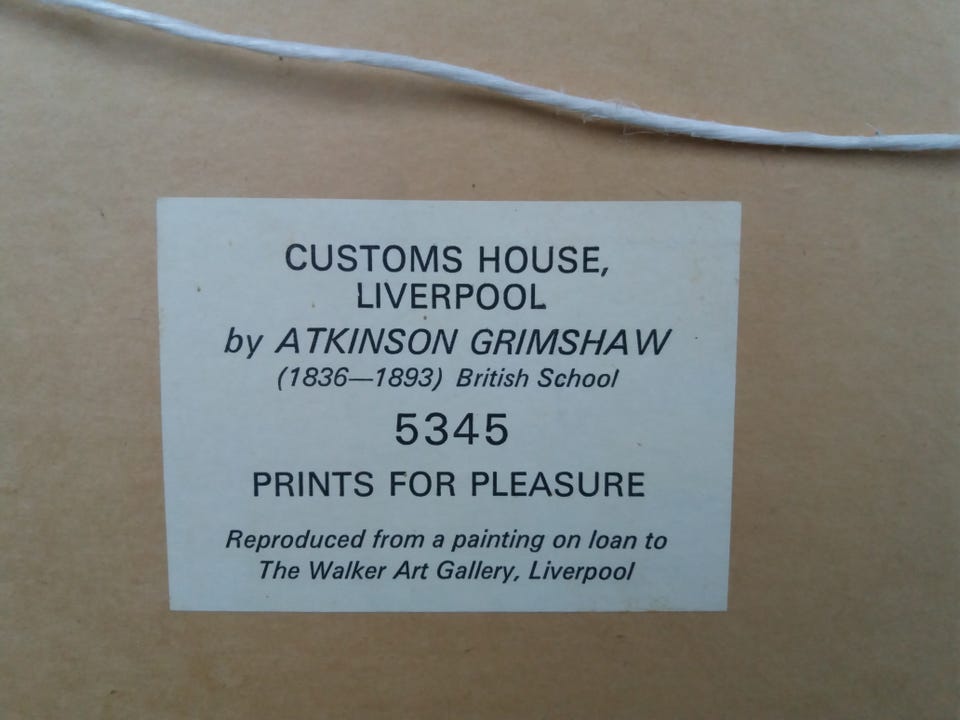 CUSTOMS HOUSE,
LIVERPOOL
by ATKINSON GRIMSHAW
(1836—1893) British School
5345
PRINTS FOR PLEASURE
Reproduced from a painting on loan to
The Walker Art Gallery, Liverpool